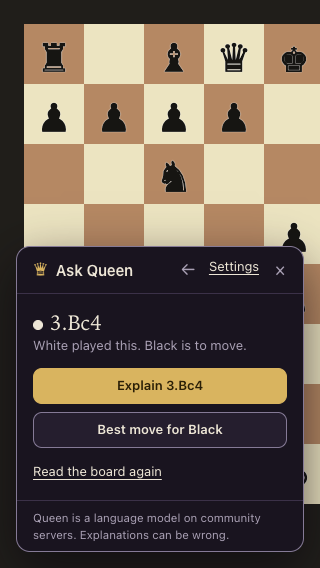 Ask Queen
Settings
3.Bc4
White played this. Black is to move.
Explain 3.Bc4
Best move for Black
Read the board again
Queen is a language model on community
servers. Explanations can be wrong.